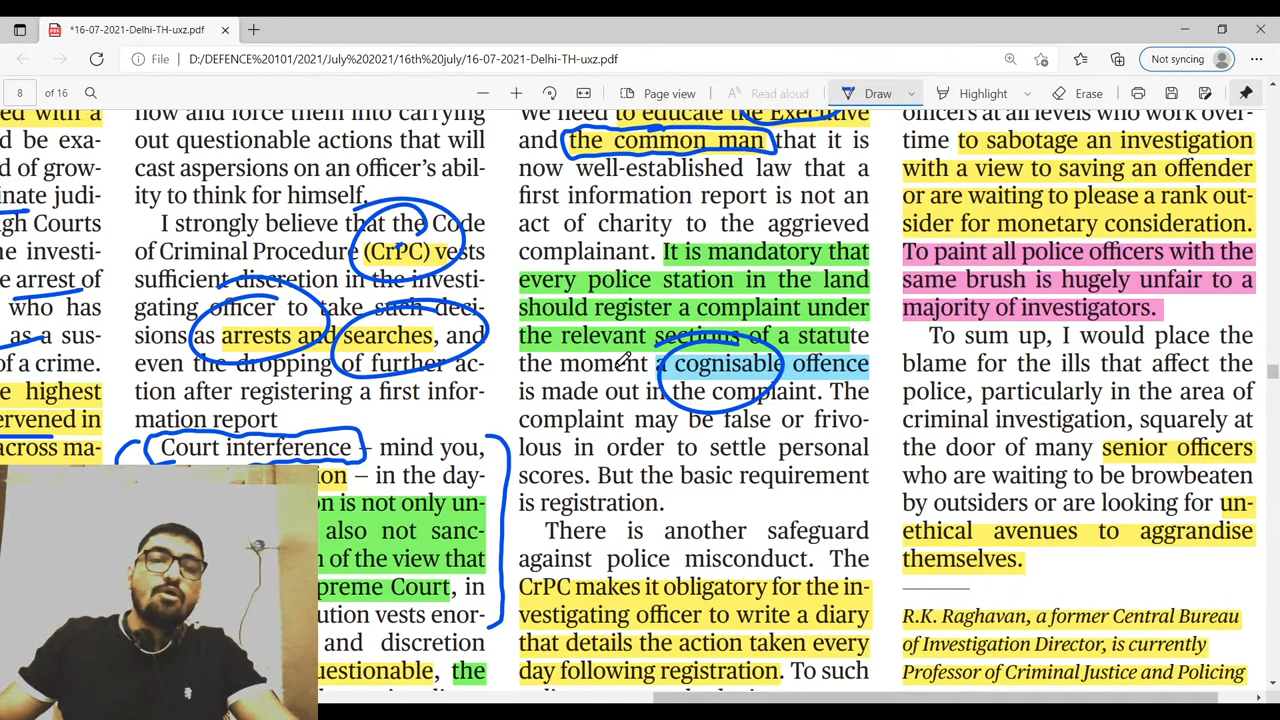 *16-07-2021-Delhi-TH-uxz.pdf
File
D:/DEFENCE%20101/2021/July%202021/16th%20july/16-07-2021-Delhi-TH-uxz.pdf
Not syncing
8 of 16
Page view
Read aloud
Draw
Highlight
Erase
ed with a
d be exa-
d of grow-
inate judi-
gh Courts
e investi-
e arrest of
who has
as a sus-
of a crime.
e highest
ervened in
across ma-
now and force them into carrying
out questionable actions that will
cast aspersions on an officer's abil-
ity to think for himself.
I strongly believe that the Code
of Criminal Procedure (CrPC) vests
sufficient discretion in the investi-
gating officer to take such deci-
sions as arrests and searches, and
even the dropping of further ac-
tion after registering a first infor-
mation report
Court interference – mind you,
ion – in the day-
n is not only un-
also not sanc-
n of the view that
preme Court, in
ution vests enor-
and discretion
uestionable, the
We need to educate the Executive
and the common man that it is
now well-established law that a
first information report is not an
act of charity to the aggrieved
complainant. It is mandatory that
every police station in the land
should register a complaint under
the relevant sections of a statute
the moment a cognisable offence
is made out in the complaint. The
complaint may be false or frivo-
lous in order to settle personal
scores. But the basic requirement
is registration.
There is another safeguard
against police misconduct. The
CrPC makes it obligatory for the in-
vestigating officer to write a diary
that details the action taken every
day following registration. To such
officers at all levels who work over-
time to sabotage an investigation
with a view to saving an offender
or are waiting to please a rank out-
sider for monetary consideration.
To paint all police officers with the
same brush is hugely unfair to a
majority of investigators.
To sum up, I would place the
blame for the ills that affect the
police, particularly in the area of
criminal investigation, squarely at
the door of many senior officers
who are waiting to be browbeaten
by outsiders or are looking for un-
ethical avenues to aggrandise
themselves.
R.K. Raghavan, a former Central Bureau
of Investigation Director, is currently
Professor of Criminal Justice and Policing